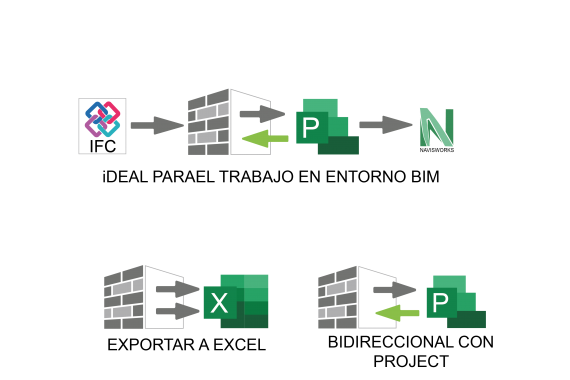 IFC
P
NAVISWORKS
iDEAL PARAEL TRABAJO EN ENTORNO BIM
X
P
EXPORTAR A EXCEL
BIDIRECCIONAL CON
PROJECT